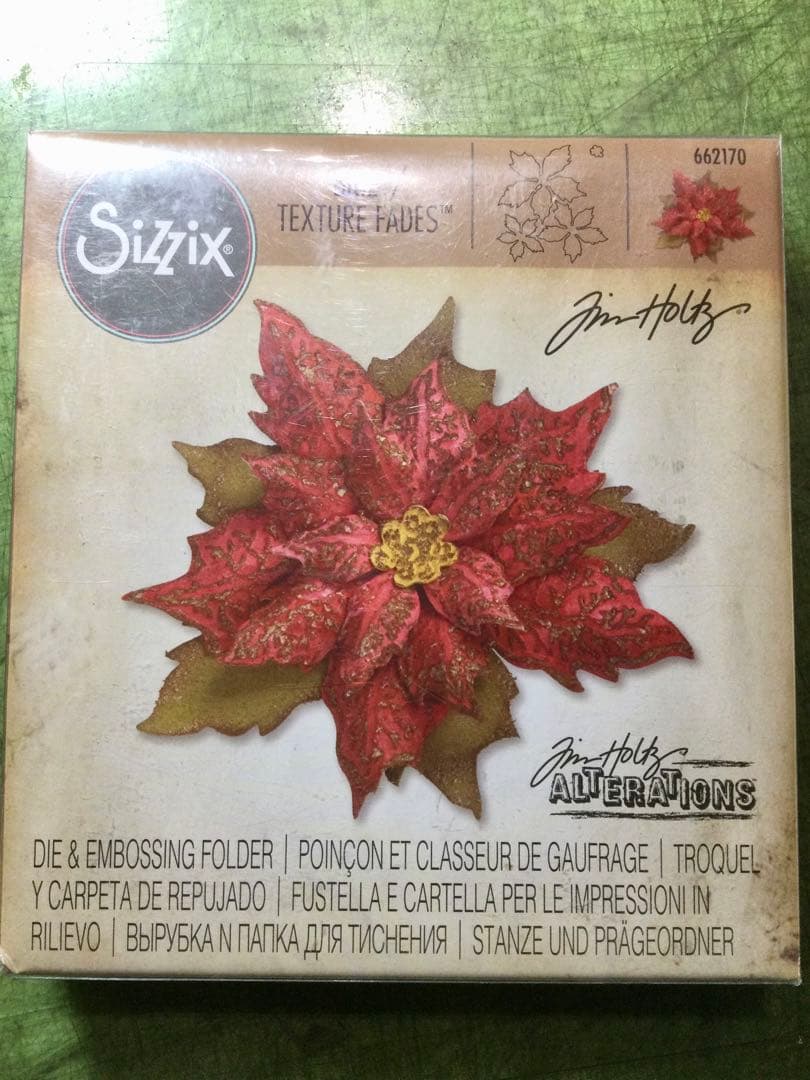 Sizzix®
TEXTURE FADES™
662170
Tim Holtz®
Tim Holtz
ALTERATIONS
DIE & EMBOSSING FOLDER | POINÇON ET CLASSEUR DE GAUFRAGE | TROQUEL
Y CARPETA DE REPUJADO | FUSTELLA E CARTELLA PER LE IMPRESSIONI IN
RILIEVO | ВЫРУБКА N ПАПКА ДЛЯ ТИСНЕНИЯ | STANZE UND PRÄGEORDNER